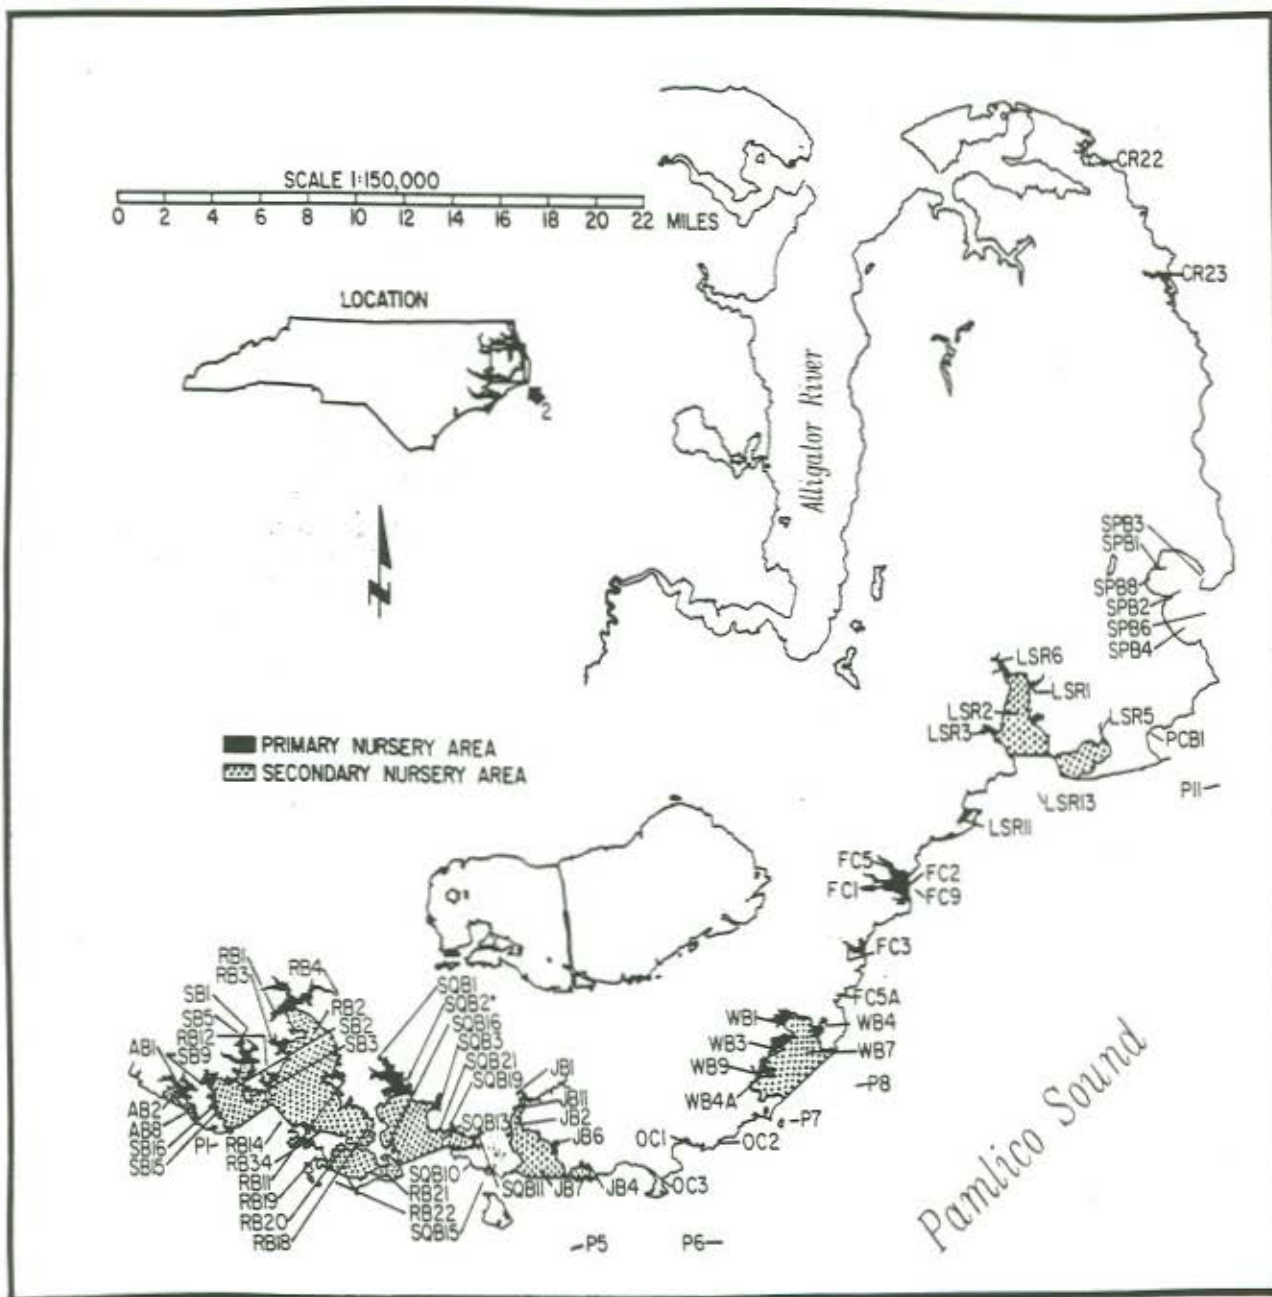 SCALE 1:150,000
0 2 4 6 8 10 12 14 16 18 20 22 MILES
LOCATION
2
N
Alligator River
CR22
CR23
SPB3
SPB1
SPB8
SPB2
SPB6
SPB4
LSR6
LSR1
LSR2
LSR3
LSR5
PCB1
P11
LSR13
LSR11
PRIMARY NURSERY AREA
SECONDARY NURSERY AREA
FC5
FC2
FC1
FC9
FC3
FC5A
WB1
WB4
WB3
WB7
WB9
P8
WB4A
P7
OC1
OC2
OC3
RB1
RB3
RB4
SB1
SB5
RB2
RB12
SB2
AB1
SB9
SB3
AB2
AB8
SB16
SB15
P1
RB14
RB34
RB11
RB19
RB20
RB18
RB21
RB22
SQB1
SQB2*
SQB16
SQB3
SQB21
SQB19
SQB13
SQB10
SQB11
SQB15
JB1
JB11
JB2
JB6
JB7
JB4
P5
P6
Pamlico Sound